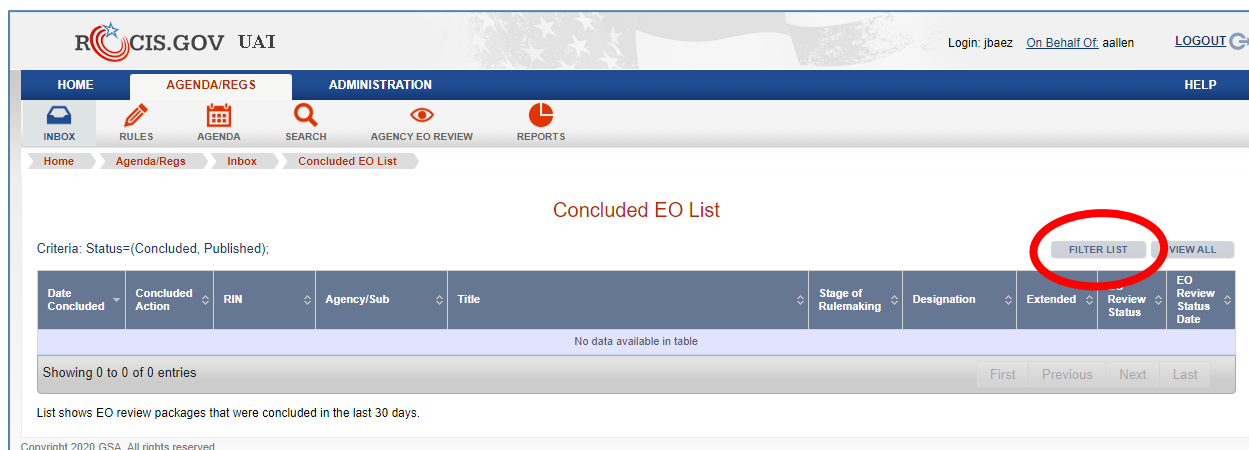 ROCIS.GOV UAT
Login: jbaez On Behalf Of: aallen LOGOUT
HOME AGENDA/REGS ADMINISTRATION HELP
INBOX RULES AGENDA SEARCH AGENCY EO REVIEW REPORTS
Home Agenda/Regs Inbox Concluded EO List
Concluded EO List
Criteria: Status=(Concluded, Published);
FILTER LIST VIEW ALL
Date Concluded Concluded Action RIN Agency/Sub Title Stage of Rulemaking Designation Extended EO Review Status EO Review Status Date
No data available in table
Showing 0 to 0 of 0 entries
First Previous Next Last
List shows EO review packages that were concluded in the last 30 days.
Copyright 2020 GSA. All rights reserved.